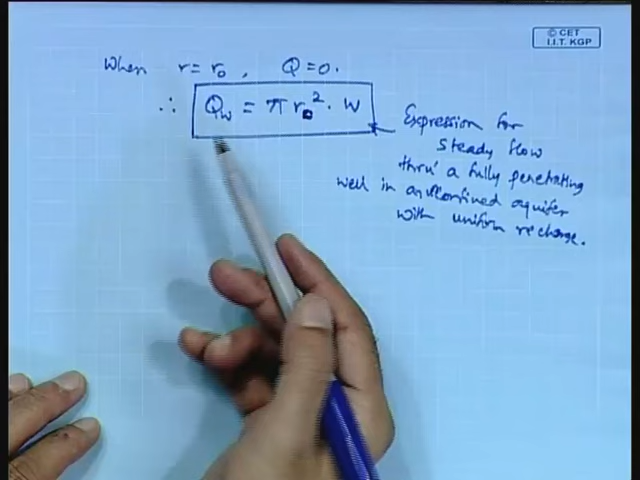 © CET
I.I.T. KGP
When r = r₀, Q = 0.
∴ Q_w = π r₀² · W
Expression for
steady flow
thru' a fully penetrating
well in an unconfined aquifer
with uniform recharge.